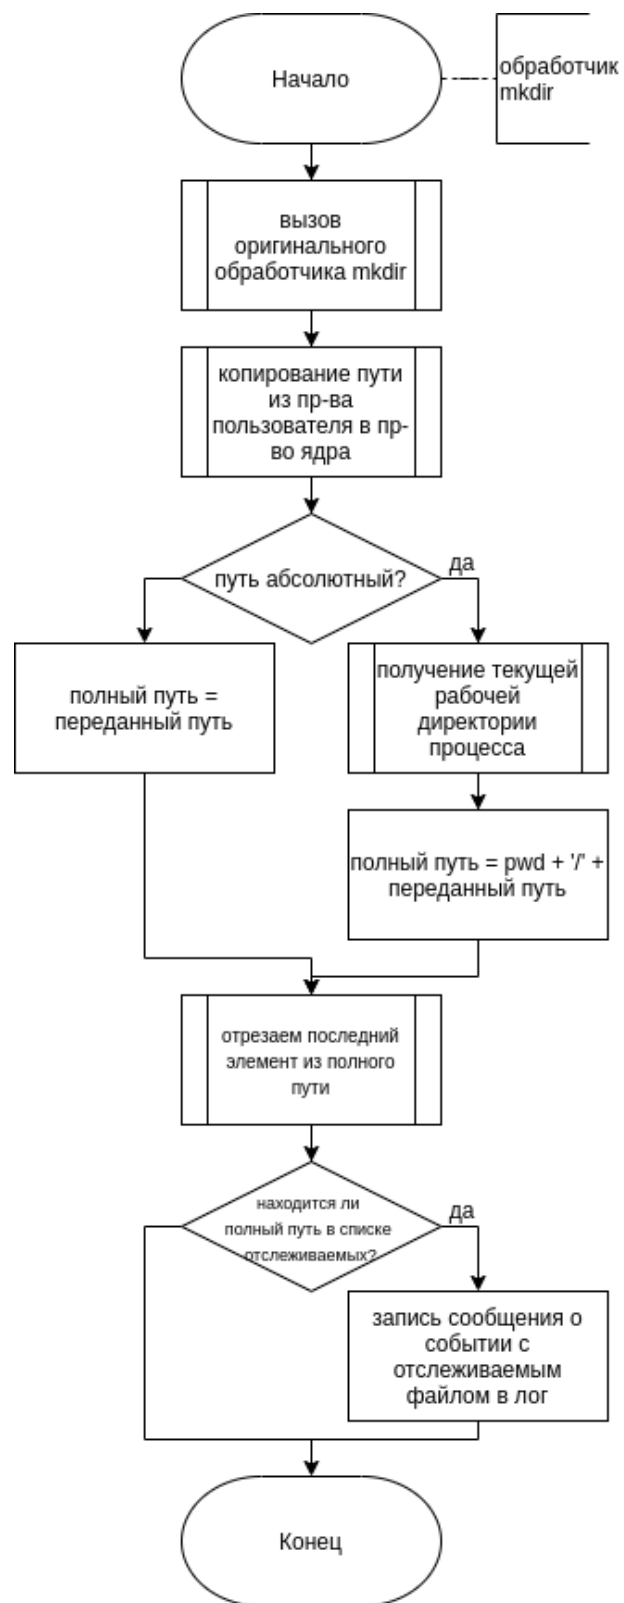 Начало
обработчик
mkdir
вызов
оригинального
обработчика mkdir
копирование пути
из пр-ва
пользователя в пр-
во ядра
путь абсолютный?
да
полный путь =
переданный путь
получение текущей
рабочей
директории
процесса
полный путь = pwd + '/' +
переданный путь
отрезаем последний
элемент из полного
пути
находится ли
полный путь в списке
отслеживаемых?
да
запись сообщения о
событии с
отслеживаемым
файлом в лог
Конец